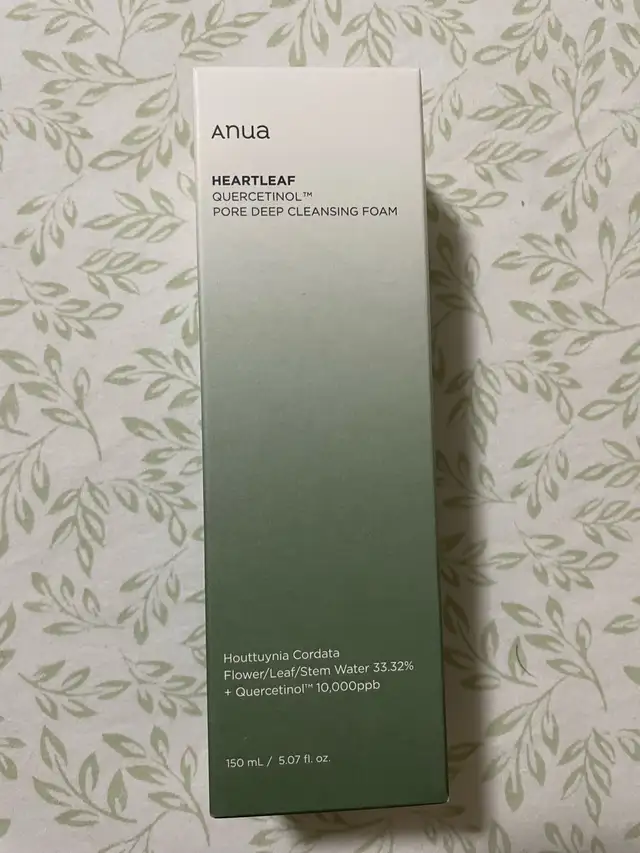 Anua
HEARTLEAF
QUERCETINOL™
PORE DEEP CLEANSING FOAM
Houttuynia Cordata
Flower/Leaf/Stem Water 33.32%
+ Quercetinol™ 10,000ppb
150 mL / 5.07 fl. oz.